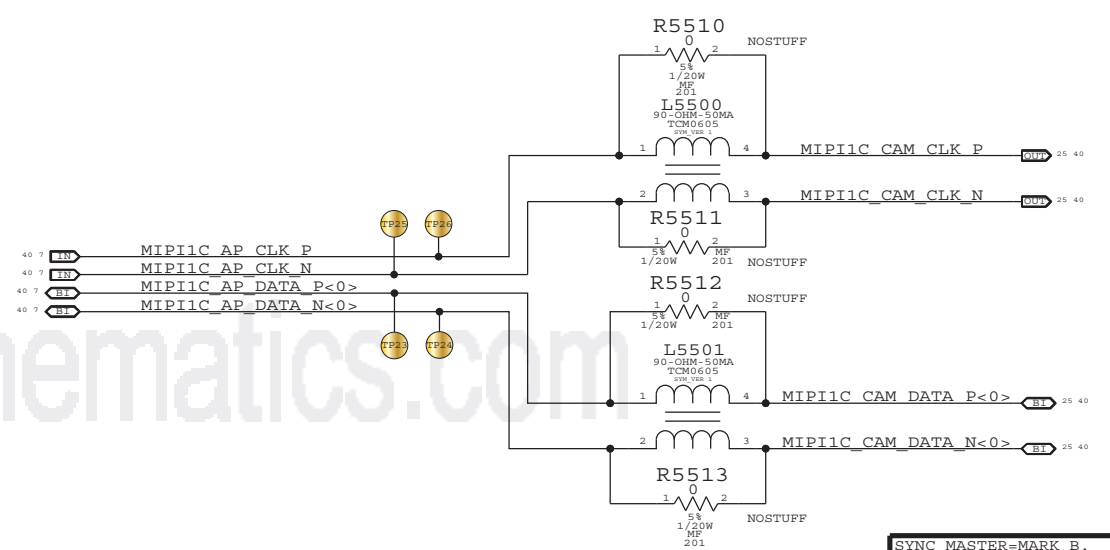 R5510
0
NOSTUFF
1 2
5%
1/20W
MF
201
L5500
90-OHM-50MA
TCM0605
SYM_VER 1
1 4
MIPI1C_CAM_CLK_P
OUT 25 40
2 3
MIPI1C_CAM_CLK_N
OUT 25 40
R5511
0
1 2
5% MF
1/20W 201
NOSTUFF
TP25 TP26
40 7 IN MIPI1C_AP_CLK_P
40 7 IN MIPI1C_AP_CLK_N
40 7 BI MIPI1C_AP_DATA_P<0>
40 7 BI MIPI1C_AP_DATA_N<0>
TP23 TP24
R5512
0
NOSTUFF
1 2
5% MF
1/20W 201
L5501
90-OHM-50MA
TCM0605
SYM_VER 1
1 4
MIPI1C_CAM_DATA_P<0>
BI 25 40
2 3
MIPI1C_CAM_DATA_N<0>
BI 25 40
R5513
0
1 2
5%
1/20W
MF
201
NOSTUFF
hematics.com
SYNC_MASTER=MARK B.